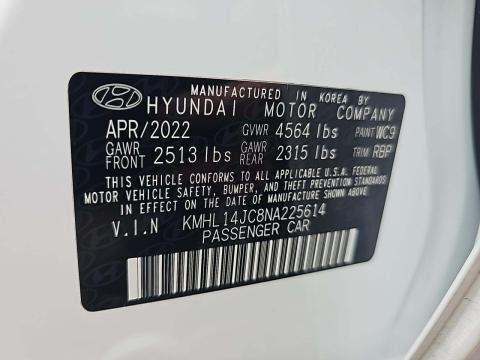 MANUFACTURED IN KOREA BY
HYUNDAI MOTOR COMPANY
APR/2022 GVWR 4564 lbs PAINT WC9
GAWR FRONT 2513 lbs GAWR REAR 2315 lbs TRIM RBP
THIS VEHICLE CONFORMS TO ALL APPLICABLE U.S. FEDERAL
MOTOR VEHICLE SAFETY, BUMPER, AND THEFT PREVENTION STANDARDS
IN EFFECT ON THE DATE OF MANUFACTURE SHOWN ABOVE
V.I.N KMHL14JC8NA225614
PASSENGER CAR